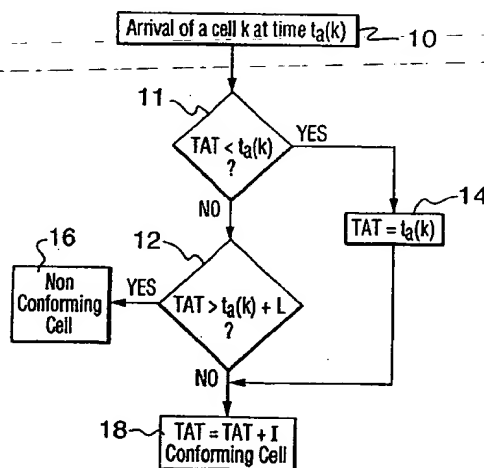 Arrival of a cell k at time ta(k)
10
11
TAT < ta(k)
?
YES
NO
14
TAT = ta(k)
12
16
Non
Conforming
Cell
YES
TAT > ta(k) + L
?
NO
18
TAT = TAT + I
Conforming Cell